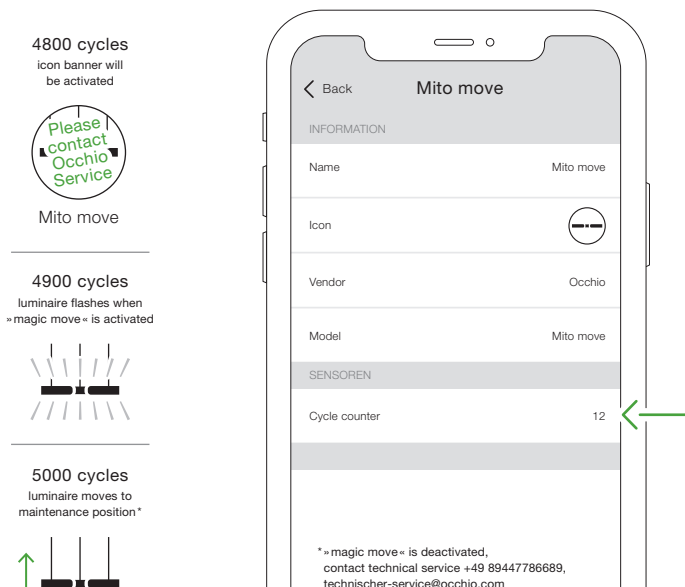 4800 cycles
icon banner will
be activated
Please
contact
Occhio
Service
Mito move
4900 cycles
luminaire flashes when
»magic move« is activated
5000 cycles
luminaire moves to
maintenance position*
Back Mito move
INFORMATION
Name Mito move
Icon
Vendor Occhio
Model Mito move
SENSOREN
Cycle counter 12
*»magic move« is deactivated,
contact technical service +49 89447786689,
technischer-service@occhio.com